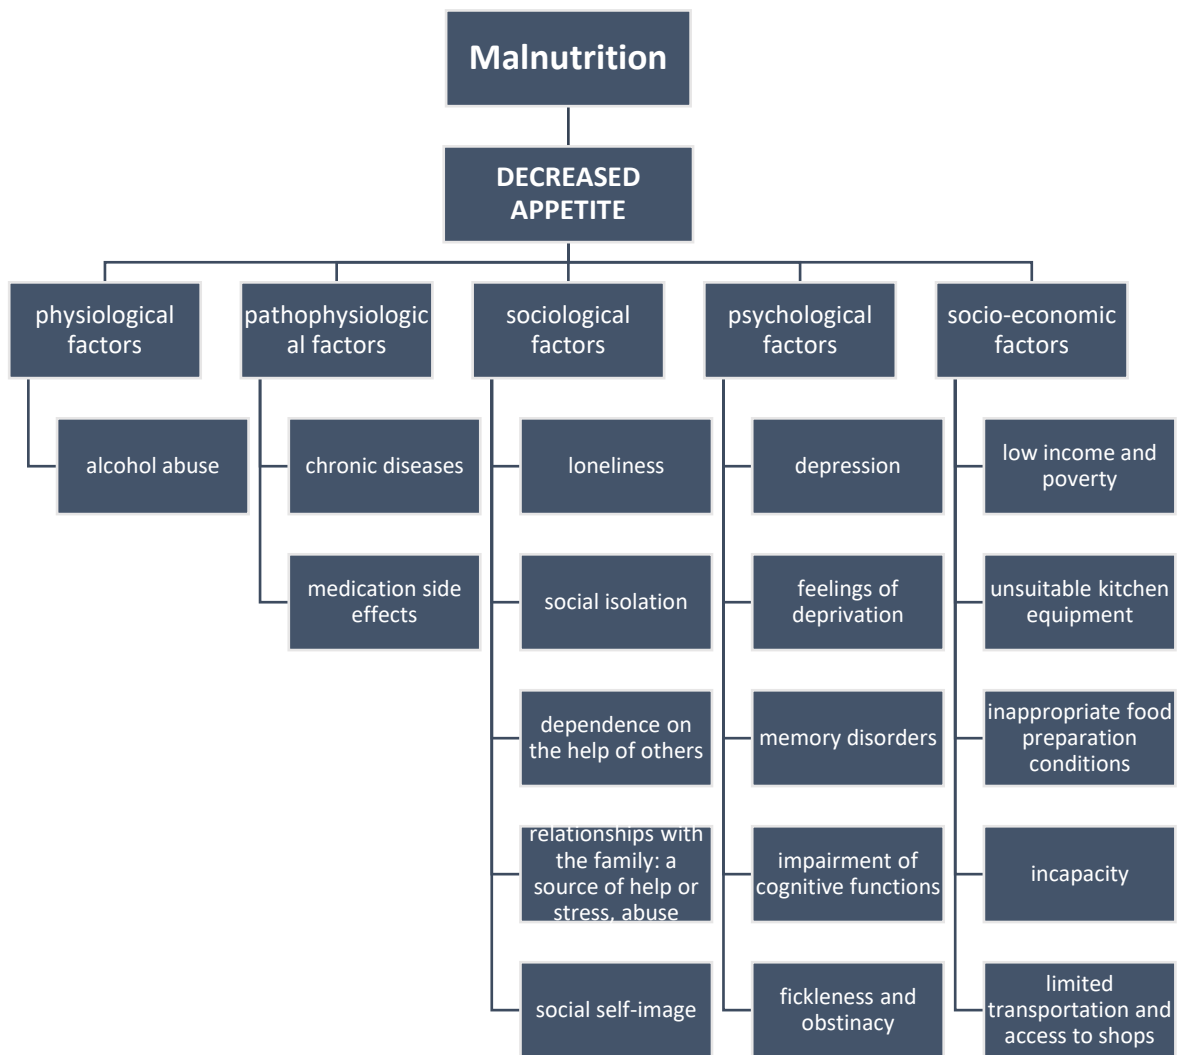 Malnutrition
DECREASED
APPETITE
physiological
factors
pathophysiologic
al factors
sociological
factors
psychological
factors
socio-economic
factors
alcohol abuse
chronic diseases
medication side
effects
loneliness
social isolation
dependence on
the help of others
relationships with
the family: a
source of help or
stress, abuse
social self-image
depression
feelings of
deprivation
memory disorders
impairment of
cognitive functions
fickleness and
obstinacy
low income and
poverty
unsuitable kitchen
equipment
inappropriate food
preparation
conditions
incapacity
limited
transportation and
access to shops